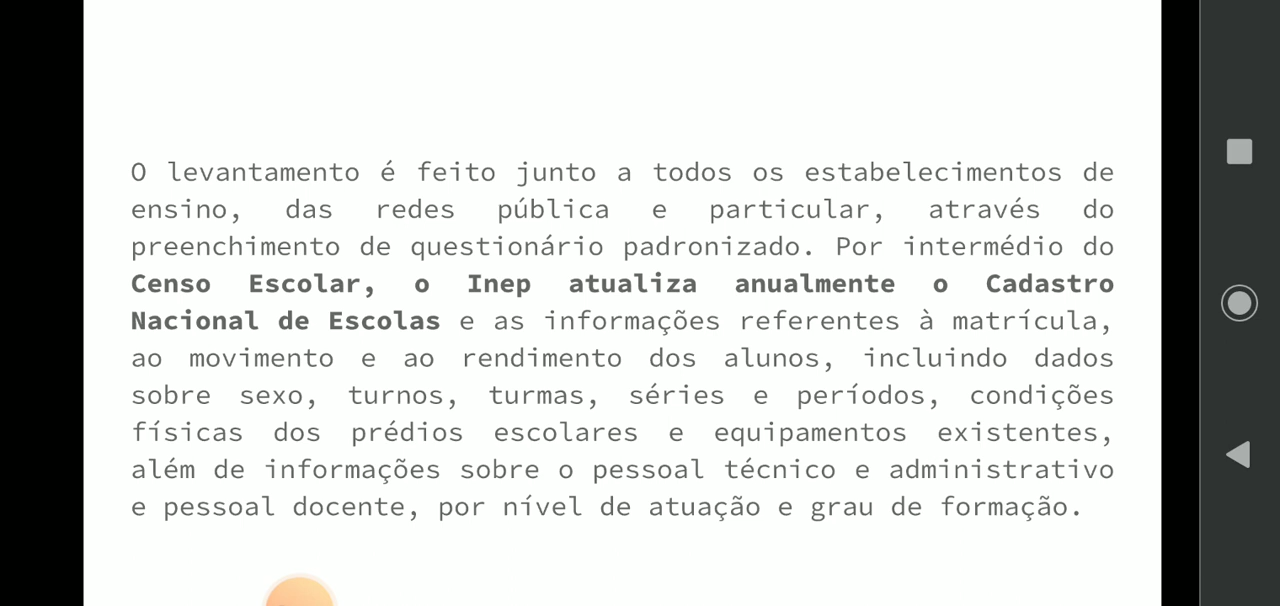 O levantamento é feito junto a todos os estabelecimentos de
ensino, das redes pública e particular, através do
preenchimento de questionário padronizado. Por intermédio do
Censo Escolar, o Inep atualiza anualmente o Cadastro
Nacional de Escolas e as informações referentes à matrícula,
ao movimento e ao rendimento dos alunos, incluindo dados
sobre sexo, turnos, turmas, séries e períodos, condições
físicas dos prédios escolares e equipamentos existentes,
além de informações sobre o pessoal técnico e administrativo
e pessoal docente, por nível de atuação e grau de formação.